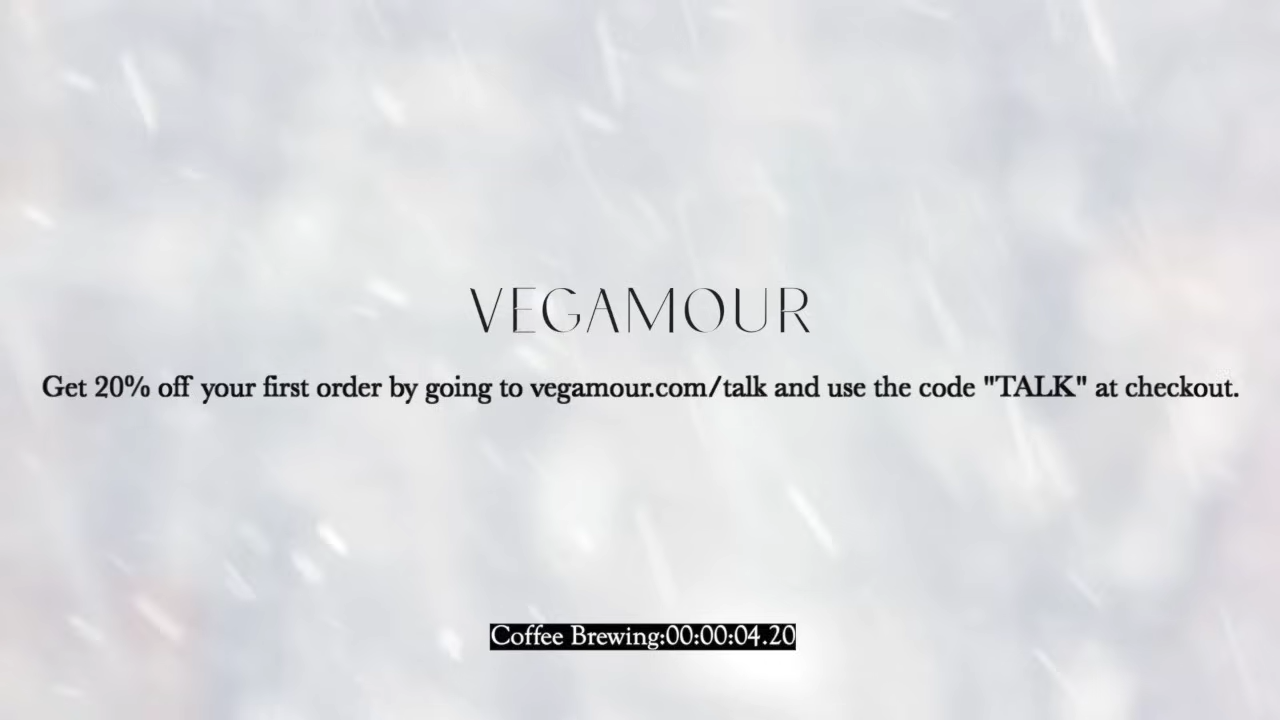 VEGAMOUR
Get 20% off your first order by going to vegamour.com/talk and use the code "TALK" at checkout.
Coffee Brewing:00:00:04.20